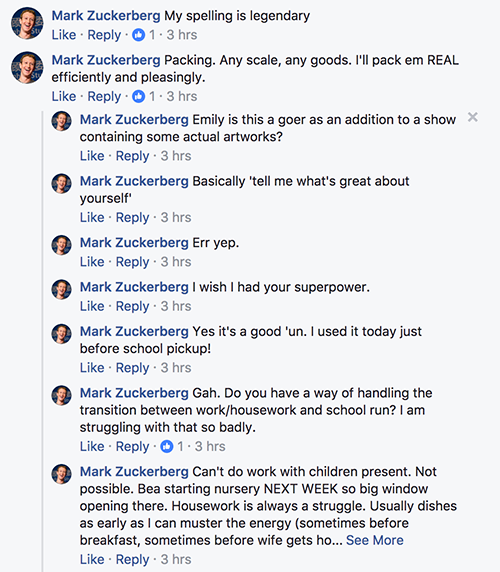 Mark Zuckerberg My spelling is legendary
Like · Reply · 1 · 3 hrs
Mark Zuckerberg Packing. Any scale, any goods. I'll pack em REAL
efficiently and pleasingly.
Like · Reply · 1 · 3 hrs
Mark Zuckerberg Emily is this a goer as an addition to a show
containing some actual artworks?
Like · Reply · 3 hrs
Mark Zuckerberg Basically 'tell me what's great about
yourself'
Like · Reply · 3 hrs
Mark Zuckerberg Err yep.
Like · Reply · 3 hrs
Mark Zuckerberg I wish I had your superpower.
Like · Reply · 3 hrs
Mark Zuckerberg Yes it's a good 'un. I used it today just
before school pickup!
Like · Reply · 3 hrs
Mark Zuckerberg Gah. Do you have a way of handling the
transition between work/housework and school run? I am
struggling with that so badly.
Like · Reply · 1 · 3 hrs
Mark Zuckerberg Can't do work with children present. Not
possible. Bea starting nursery NEXT WEEK so big window
opening there. Housework is always a struggle. Usually dishes
as early as I can muster the energy (sometimes before
breakfast, sometimes before wife gets ho... See More
Like · Reply · 3 hrs